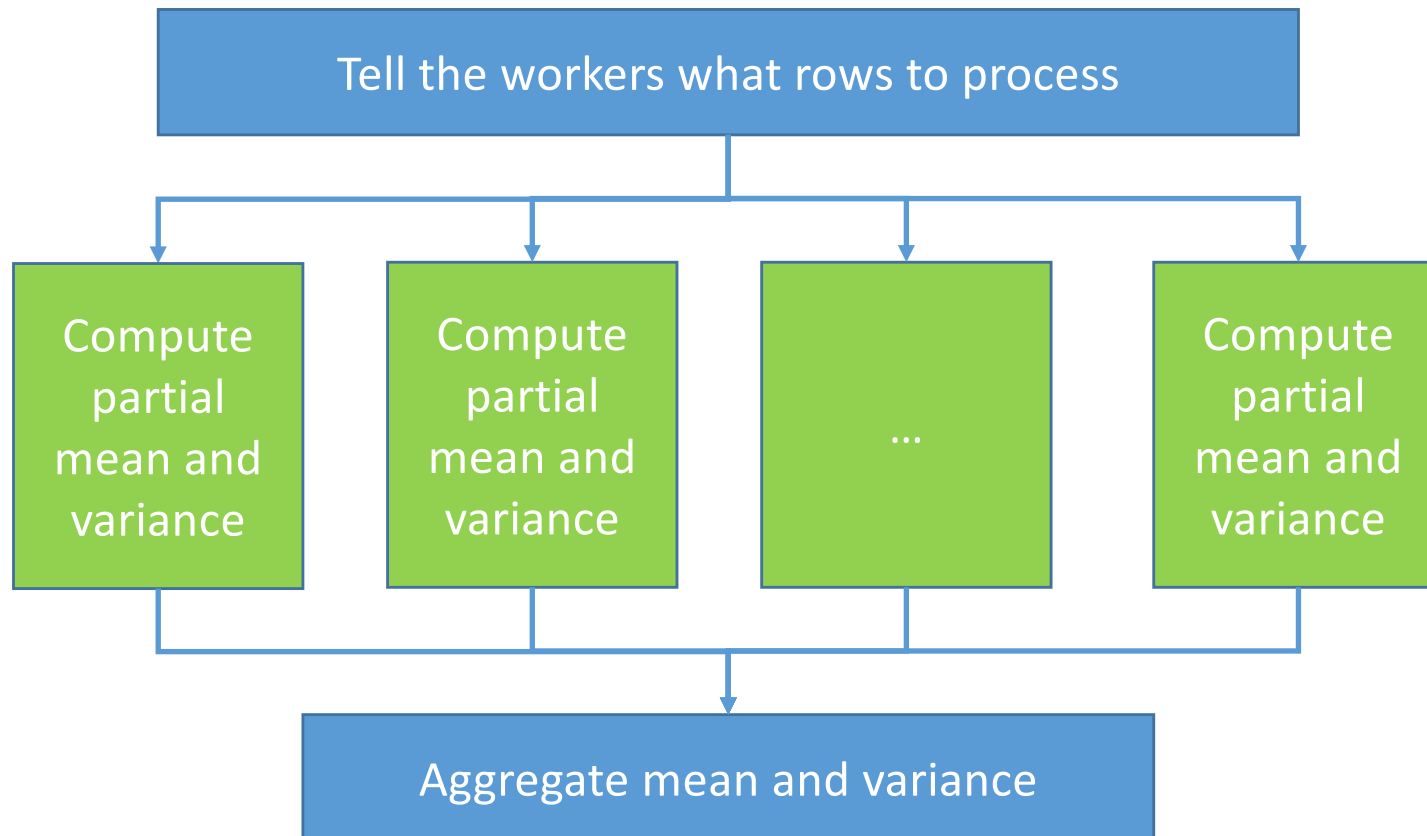 Tell the workers what rows to process
Compute
partial
mean and
variance
Compute
partial
mean and
variance
...
Compute
partial
mean and
variance
Aggregate mean and variance